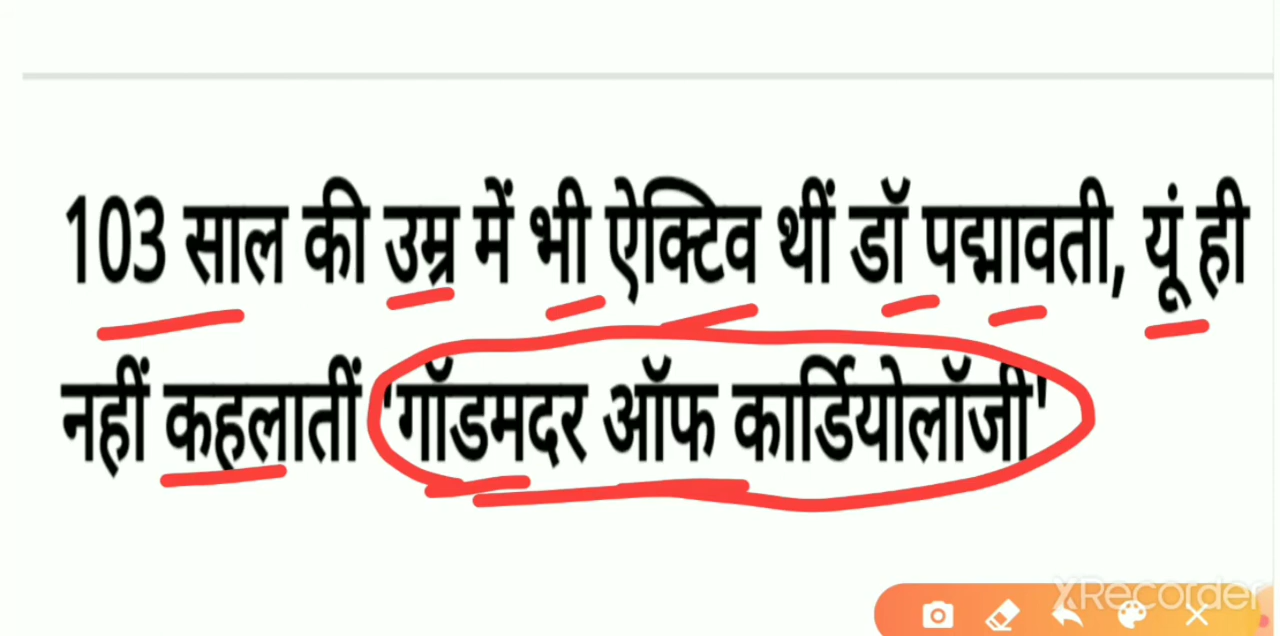 103 साल की उम्र में भी ऐक्टिव थीं डॉ पद्मावती, यूं ही
नहीं कहलातीं 'गॉडमदर ऑफ कार्डियोलॉजी'
XRecorder